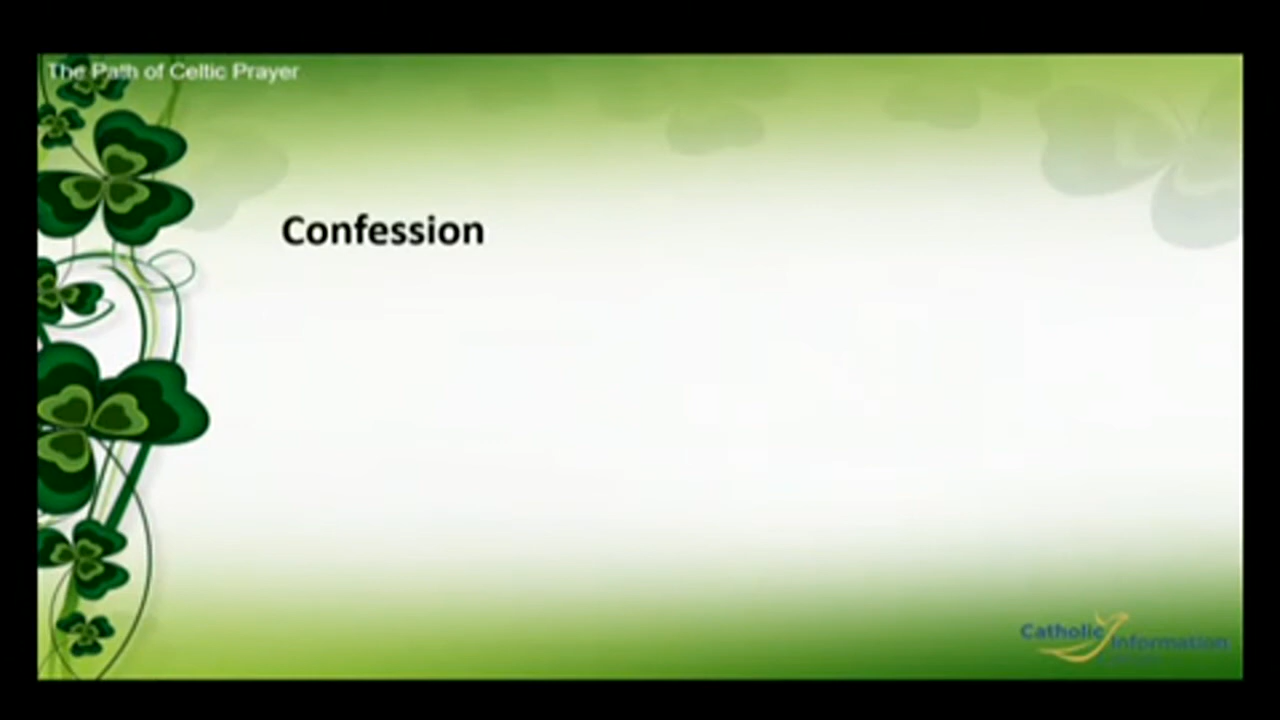 The Path of Celtic Prayer
Confession
Catholic
Information